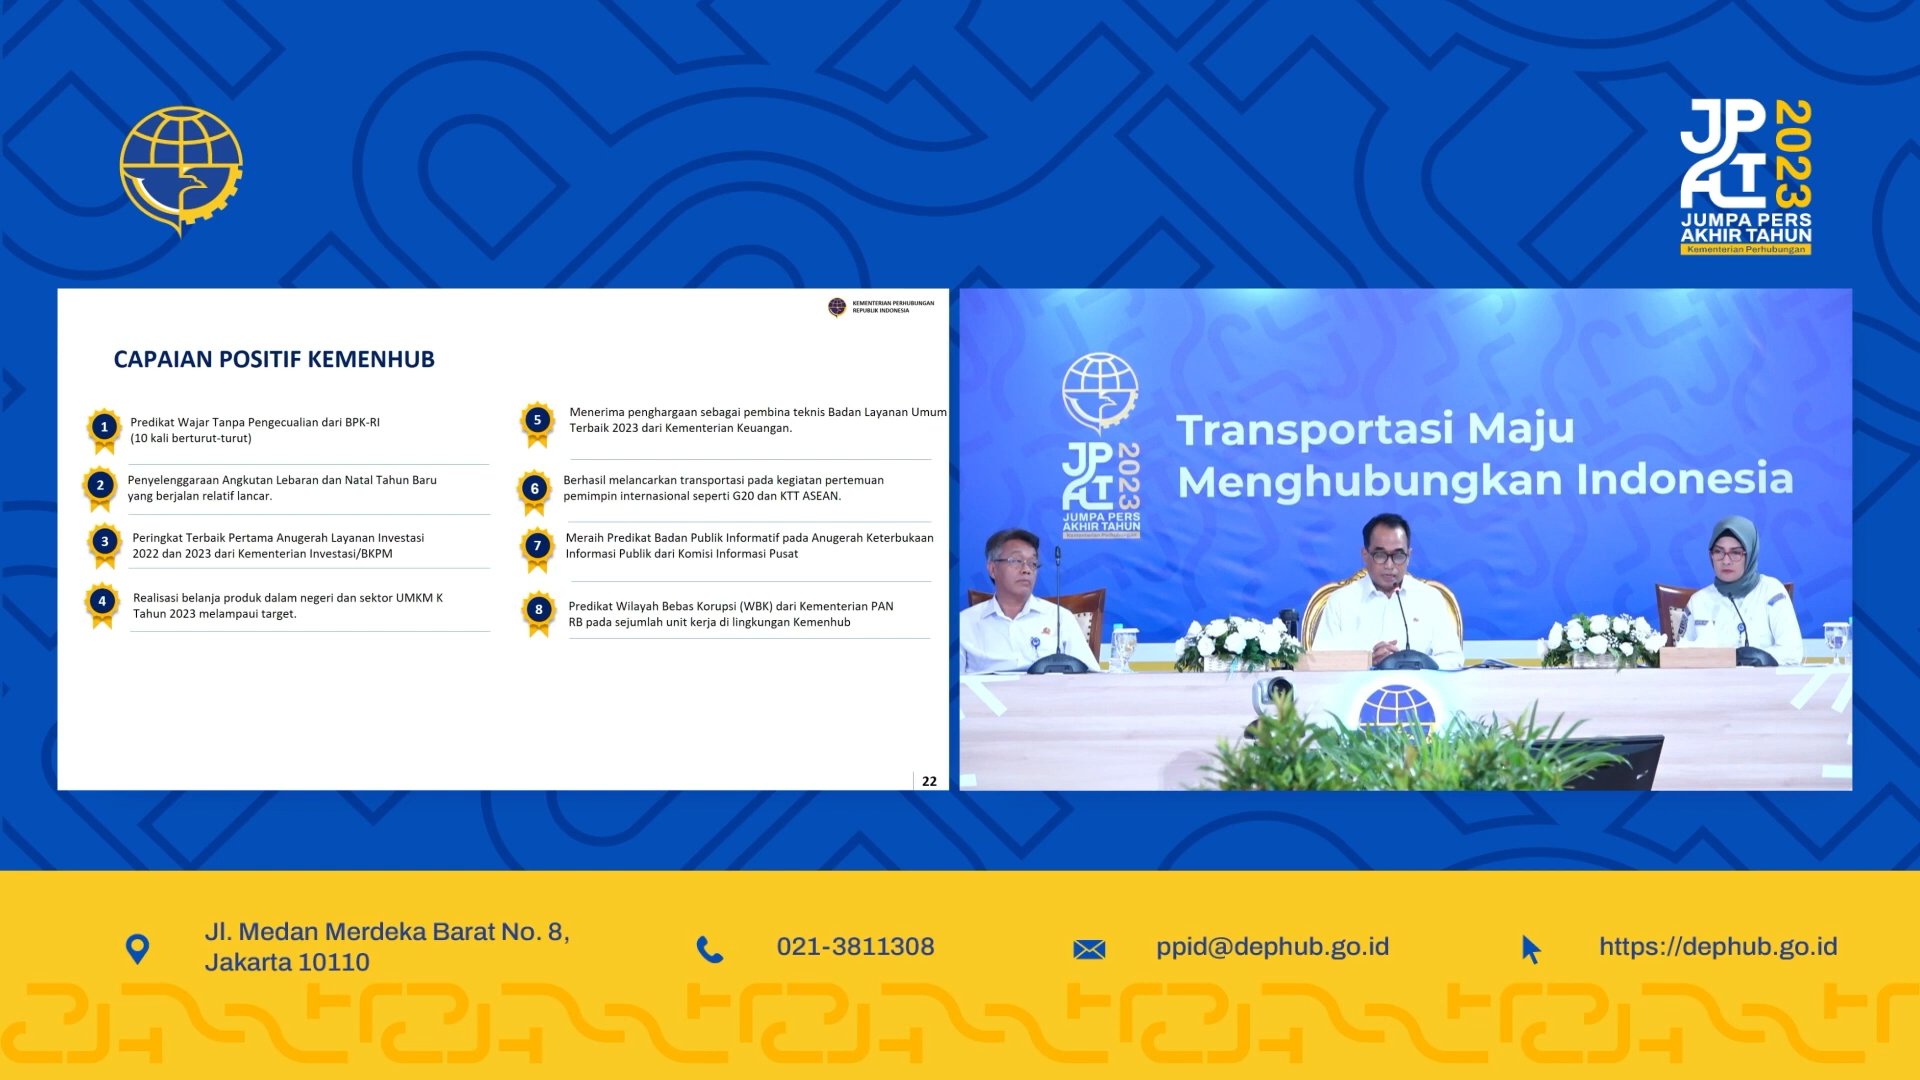 JPAT 2023
JUMPA PERS
AKHIR TAHUN
Kementerian Perhubungan
KEMENTERIAN PERHUBUNGAN
REPUBLIK INDONESIA
CAPAIAN POSITIF KEMENHUB
1
Predikat Wajar Tanpa Pengecualian dari BPK-RI
(10 kali berturut-turut)
2
Penyelenggaraan Angkutan Lebaran dan Natal Tahun Baru
yang berjalan relatif lancar.
3
Peringkat Terbaik Pertama Anugerah Layanan Investasi
2022 dan 2023 dari Kementerian Investasi/BKPM
4
Realisasi belanja produk dalam negeri dan sektor UMKM K
Tahun 2023 melampaui target.
5
Menerima penghargaan sebagai pembina teknis Badan Layanan Umum
Terbaik 2023 dari Kementerian Keuangan.
6
Berhasil melancarkan transportasi pada kegiatan pertemuan
pemimpin internasional seperti G20 dan KTT ASEAN.
7
Meraih Predikat Badan Publik Informatif pada Anugerah Keterbukaan
Informasi Publik dari Komisi Informasi Pusat
8
Predikat Wilayah Bebas Korupsi (WBK) dari Kementerian PAN
RB pada sejumlah unit kerja di lingkungan Kemenhub
22
JPAT 2023
JUMPA PERS
AKHIR TAHUN
Kementerian Perhubungan
Transportasi Maju
Menghubungkan Indonesia
Jl. Medan Merdeka Barat No. 8,
Jakarta 10110
021-3811308
ppid@dephub.go.id
https://dephub.go.id